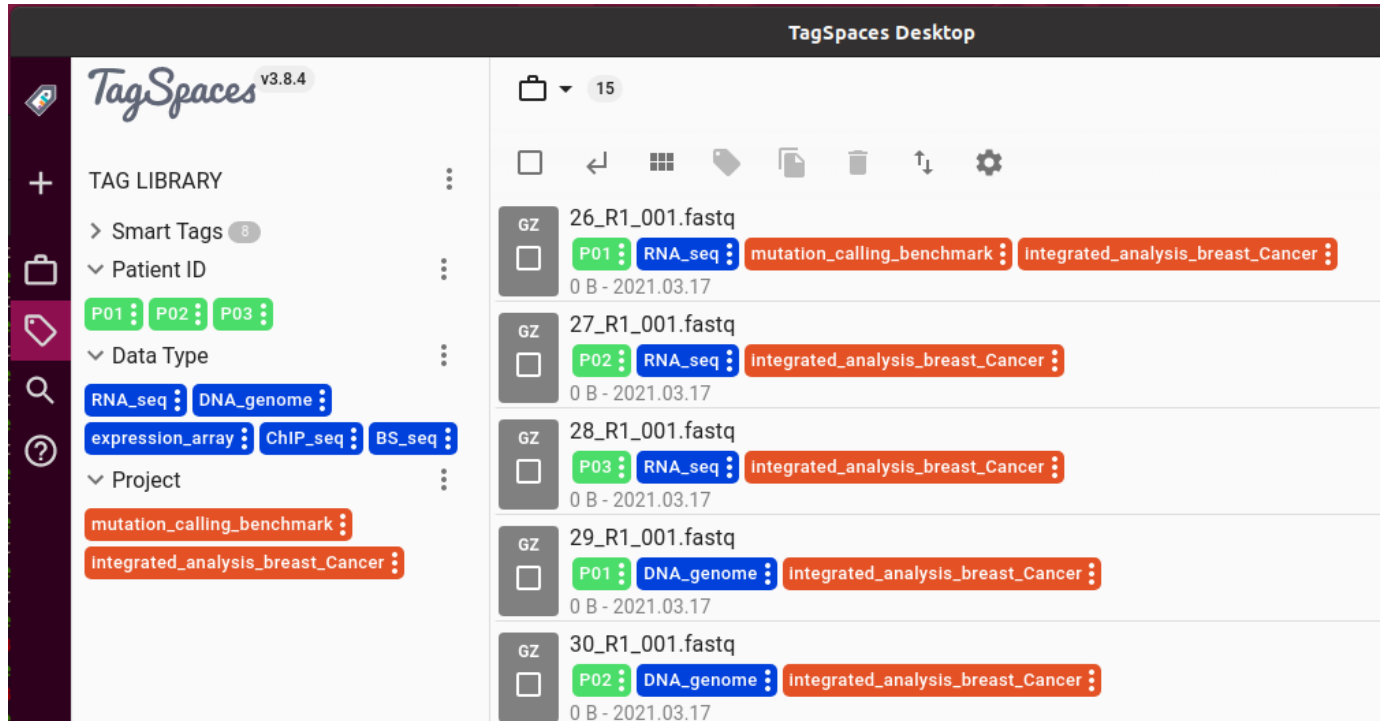 TagSpaces Desktop
TagSpaces v3.8.4
TAG LIBRARY
Smart Tags 8
Patient ID
P01 P02 P03
Data Type
RNA_seq DNA_genome
expression_array ChIP_seq BS_seq
Project
mutation_calling_benchmark
integrated_analysis_breast_Cancer
15
GZ
26_R1_001.fastq
P01 RNA_seq mutation_calling_benchmark integrated_analysis_breast_Cancer
0 B - 2021.03.17
GZ
27_R1_001.fastq
P02 RNA_seq integrated_analysis_breast_Cancer
0 B - 2021.03.17
GZ
28_R1_001.fastq
P03 RNA_seq integrated_analysis_breast_Cancer
0 B - 2021.03.17
GZ
29_R1_001.fastq
P01 DNA_genome integrated_analysis_breast_Cancer
0 B - 2021.03.17
GZ
30_R1_001.fastq
P02 DNA_genome integrated_analysis_breast_Cancer
0 B - 2021.03.17